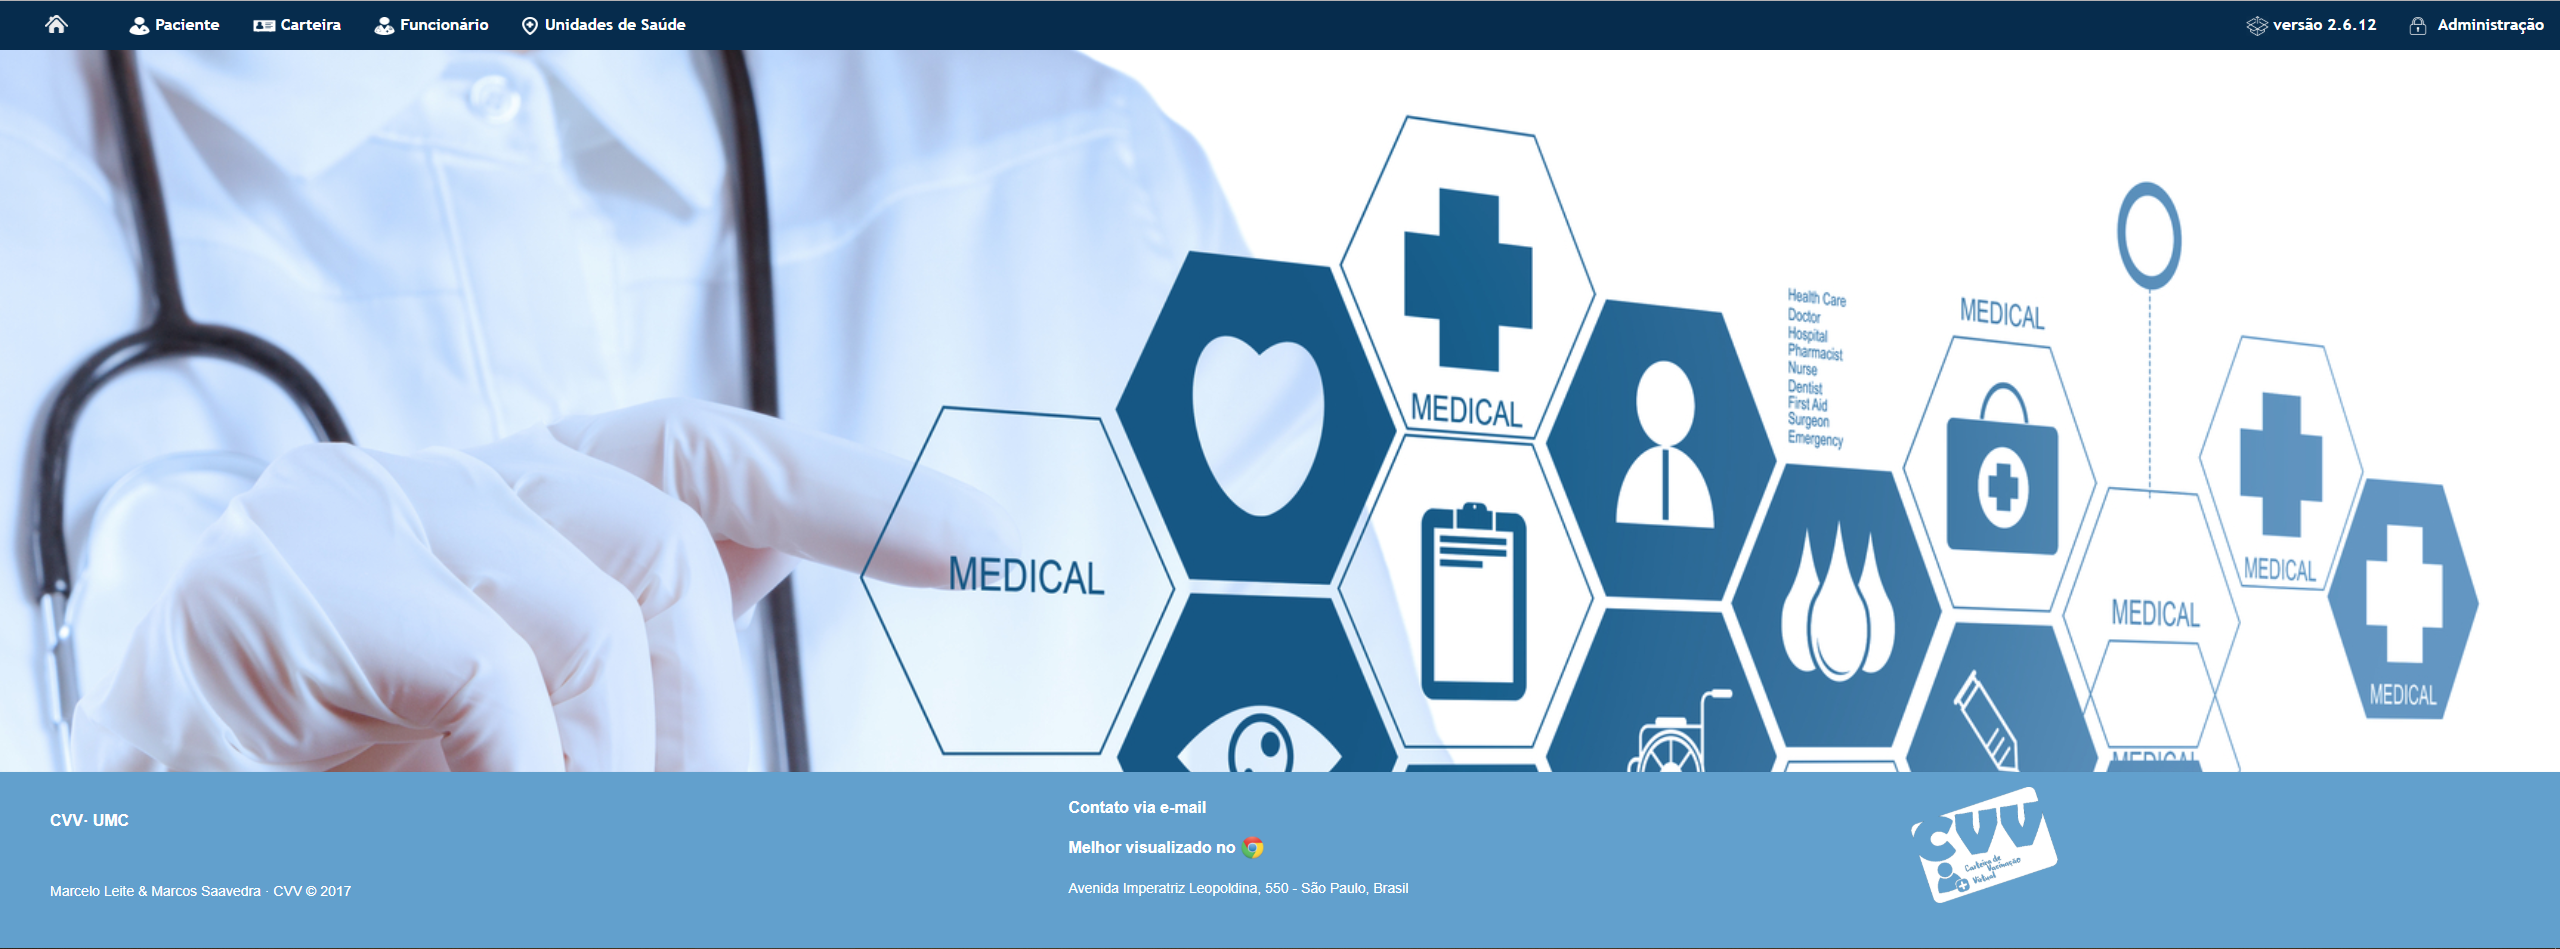 Paciente
Carteira
Funcionário
Unidades de Saúde
versão 2.6.12
Administração
MEDICAL
MEDICAL
Health Care
Doctor
Hospital
Pharmacist
Nurse
Dentist
First Aid
Surgeon
Emergency
MEDICAL
MEDICAL
MEDICAL
MEDICAL
MEDICAL
CVV· UMC
Marcelo Leite & Marcos Saavedra · CVV © 2017
Contato via e-mail
Melhor visualizado no
Avenida Imperatriz Leopoldina, 550 - São Paulo, Brasil
CVV
Carteira de
Vacinação
Virtual